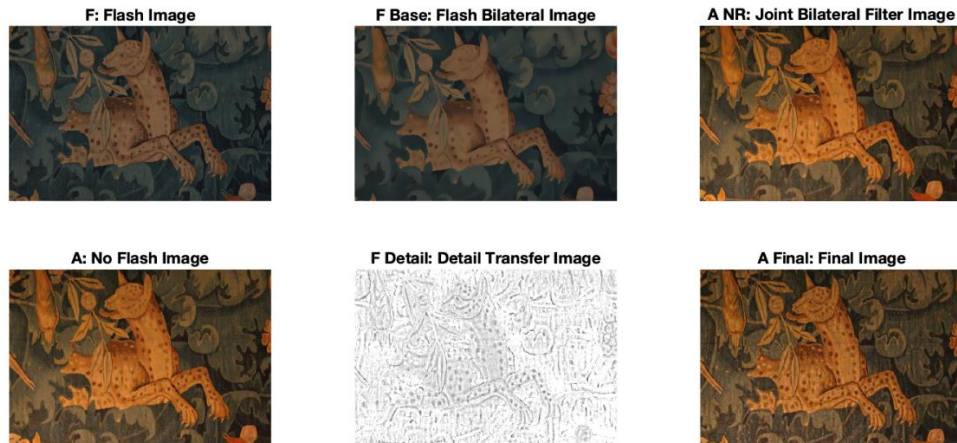 F: Flash Image
F Base: Flash Bilateral Image
A NR: Joint Bilateral Filter Image
A: No Flash Image
F Detail: Detail Transfer Image
A Final: Final Image